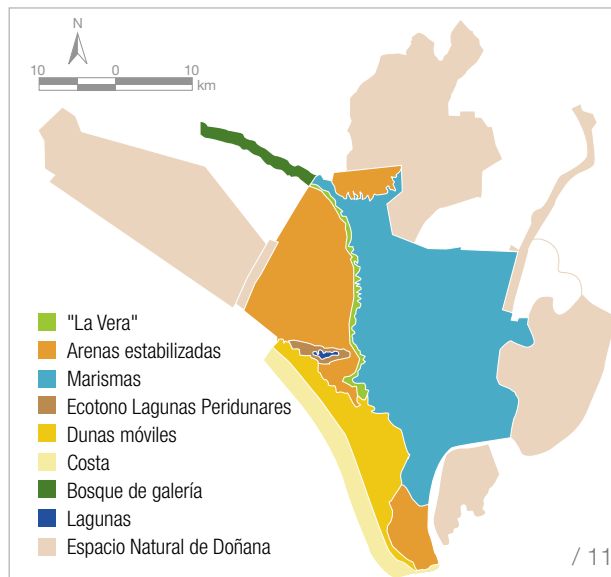 N
10 0 10
km
"La Vera"
Arenas estabilizadas
Marismas
Ecotono Lagunas Peridunares
Dunas móviles
Costa
Bosque de galería
Lagunas
Espacio Natural de Doñana
/ 11